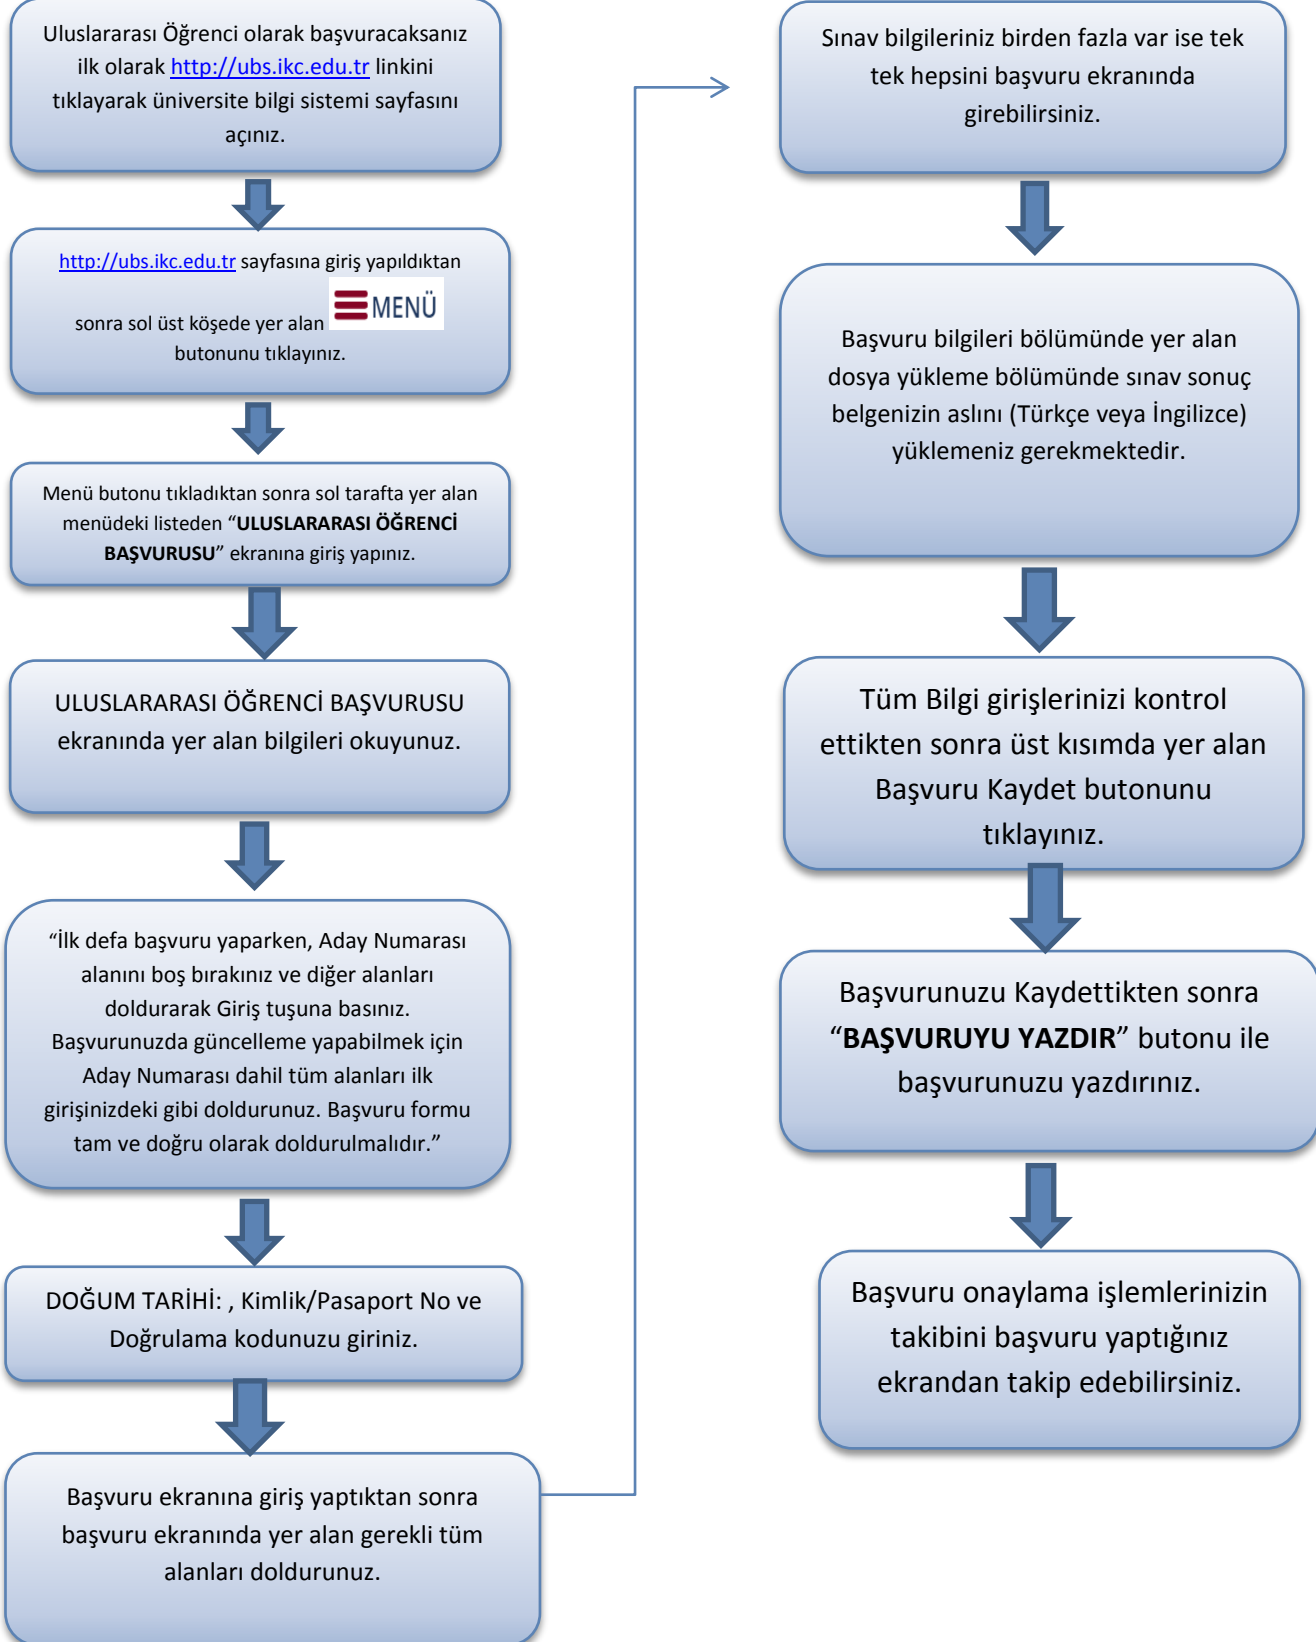 Uluslararası Öğrenci olarak başvuracaksanız
ilk olarak http://ubs.ikc.edu.tr linkini
tıklayarak üniversite bilgi sistemi sayfasını
açınız.
http://ubs.ikc.edu.tr sayfasına giriş yapıldıktan
sonra sol üst köşede yer alan MENÜ
butonunu tıklayınız.
Menü butonu tıkladıktan sonra sol tarafta yer alan
menüdeki listeden “ULUSLARARASI ÖĞRENCİ
BAŞVURUSU” ekranına giriş yapınız.
ULUSLARARASI ÖĞRENCİ BAŞVURUSU
ekranında yer alan bilgileri okuyunuz.
“İlk defa başvuru yaparken, Aday Numarası
alanını boş bırakınız ve diğer alanları
doldurarak Giriş tuşuna basınız.
Başvurunuzda güncelleme yapabilmek için
Aday Numarası dahil tüm alanları ilk
girişinizdeki gibi doldurunuz. Başvuru formu
tam ve doğru olarak doldurulmalıdır.”
DOĞUM TARİHİ: , Kimlik/Pasaport No ve
Doğrulama kodunuzu giriniz.
Başvuru ekranına giriş yaptıktan sonra
başvuru ekranında yer alan gerekli tüm
alanları doldurunuz.
Sınav bilgileriniz birden fazla var ise tek
tek hepsini başvuru ekranında
girebilirsiniz.
Başvuru bilgileri bölümünde yer alan
dosya yükleme bölümünde sınav sonuç
belgenizin aslını (Türkçe veya İngilizce)
yüklemeniz gerekmektedir.
Tüm Bilgi girişlerinizi kontrol
ettikten sonra üst kısımda yer alan
Başvuru Kaydet butonunu
tıklayınız.
Başvurunuzu Kaydettikten sonra
“BAŞVURUYU YAZDIR” butonu ile
başvurunuzu yazdırınız.
Başvuru onaylama işlemlerinizin
takibini başvuru yaptığınız
ekrandan takip edebilirsiniz.